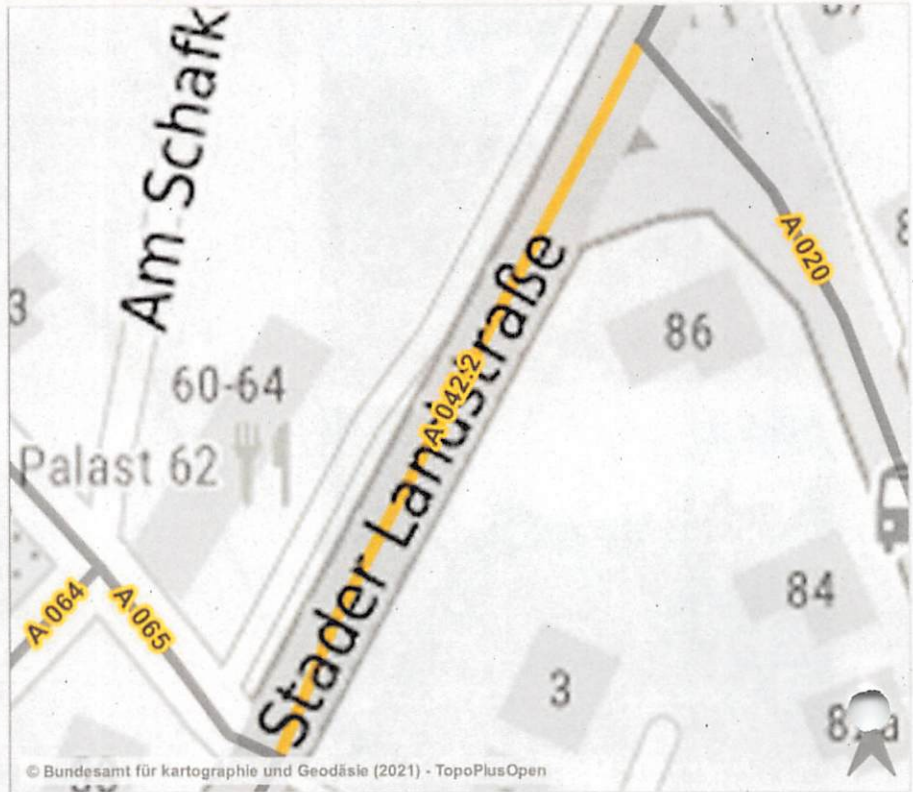 Am Schafk
3
60-64
Palast 62
A 064
A 065
Stader Landstraße
A 042.2
A 020
86
84
3
© Bundesamt für kartographie und Geodäsie (2021) - TopoPlusOpen